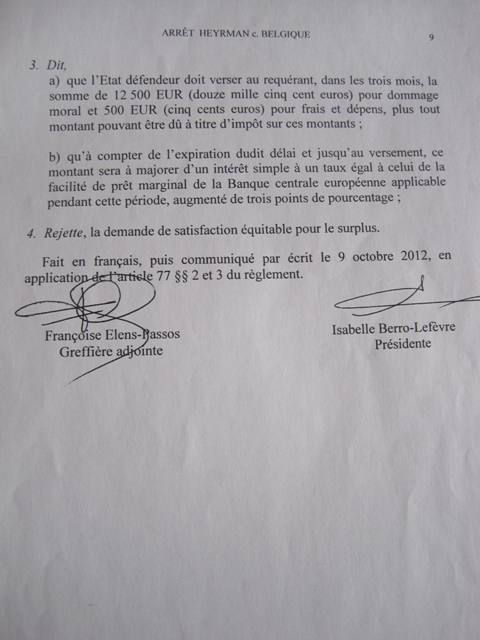 ARRÊT HEYRMAN c. BELGIQUE
9
3. Dit,
a) que l'Etat défendeur doit verser au requérant, dans les trois mois, la
somme de 12 500 EUR (douze mille cinq cent euros) pour dommage
moral et 500 EUR (cinq cents euros) pour frais et dépens, plus tout
montant pouvant être dû à titre d'impôt sur ces montants ;
b) qu'à compter de l'expiration dudit délai et jusqu'au versement, ce
montant sera à majorer d'un intérêt simple à un taux égal à celui de la
facilité de prêt marginal de la Banque centrale européenne applicable
pendant cette période, augmenté de trois points de pourcentage ;
4. Rejette, la demande de satisfaction équitable pour le surplus.
Fait en français, puis communiqué par écrit le 9 octobre 2012, en
application de l'article 77 §§ 2 et 3 du règlement.
Françoise Elens-Passos
Greffière adjointe
Isabelle Berro-Lefèvre
Présidente